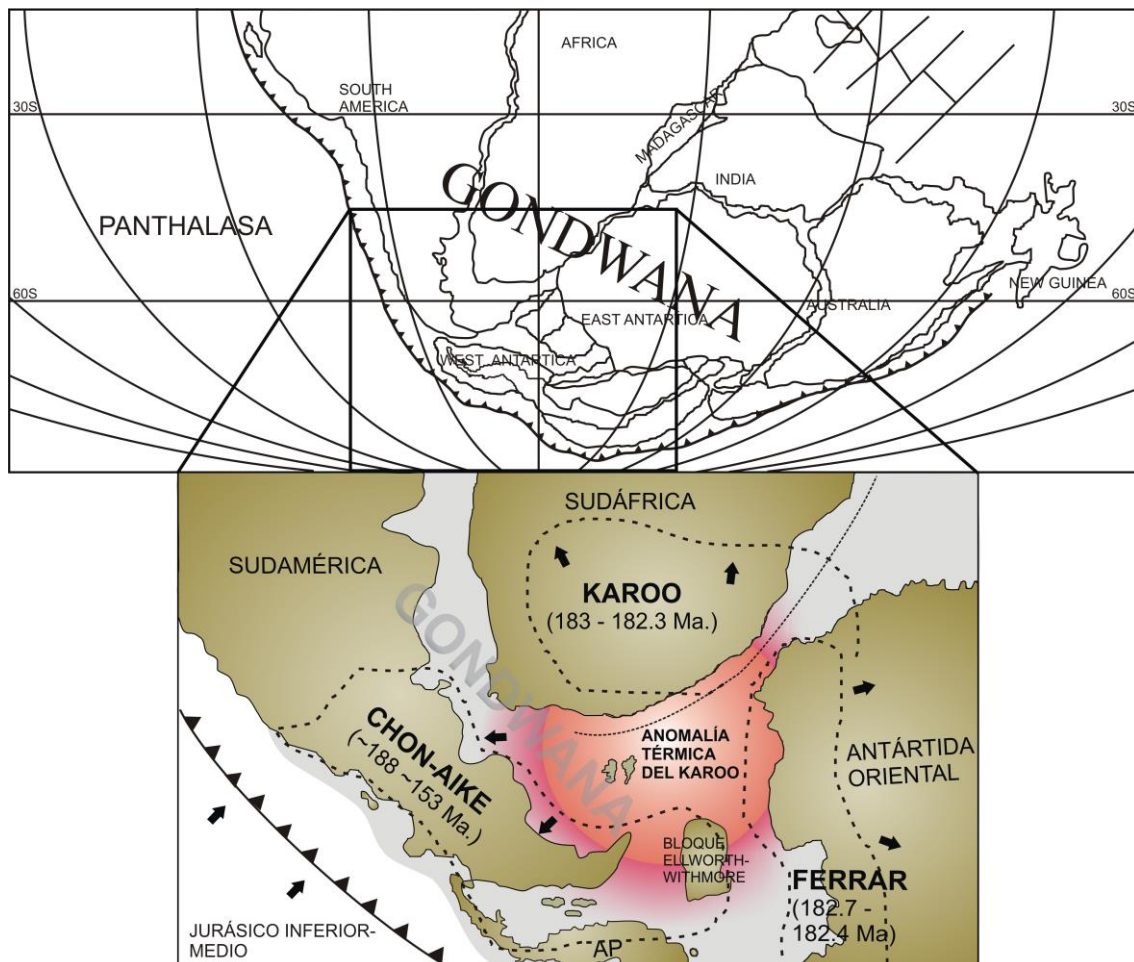 AFRICA
SOUTH
AMERICA
30S
30S
MADAGASCAR
INDIA
GONDWANA
PANTHALASA
NEW GUINEA
60S
60S
AUSTRALIA
EAST ANTARTICA
WEST ANTARTICA
SUDÁFRICA
SUDAMÉRICA
KAROO
(183 - 182.3 Ma.)
GONDWANA
CHON-AIKE
(~188 ~153 Ma.)
ANOMALÍA
TÉRMICA
DEL KAROO
ANTÁRTIDA
ORIENTAL
BLOQUE
ELLWORTH-
WITHMORE
FERRAR
(182.7 -
182.4 Ma)
JURÁSICO INFERIOR-
MEDIO
AP